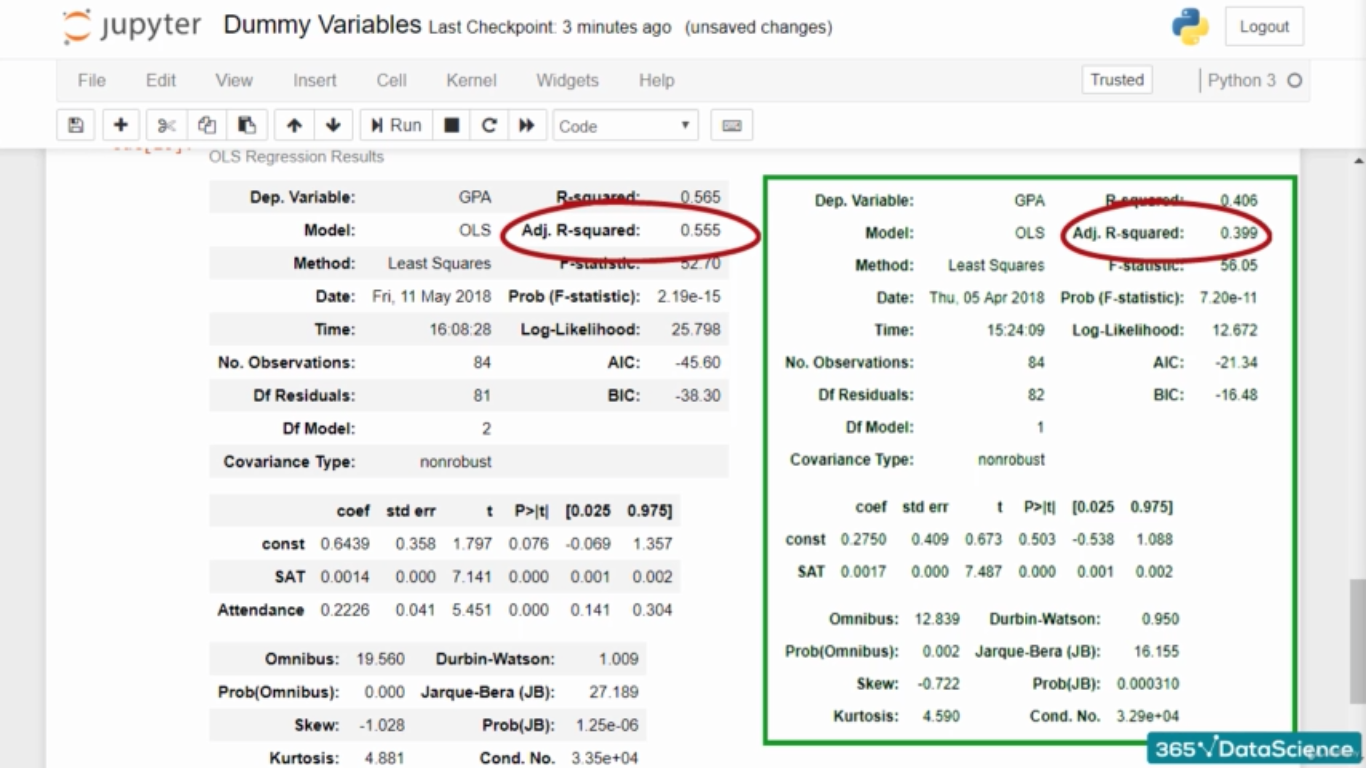 jupyter Dummy Variables Last Checkpoint: 3 minutes ago (unsaved changes) Logout
File Edit View Insert Cell Kernel Widgets Help Trusted Python 3
Run Code
OLS Regression Results
Dep. Variable: GPA R-squared: 0.565
Model: OLS Adj. R-squared: 0.555
Method: Least Squares F-statistic: 52.70
Date: Fri, 11 May 2018 Prob (F-statistic): 2.19e-15
Time: 16:08:28 Log-Likelihood: 25.798
No. Observations: 84 AIC: -45.60
Df Residuals: 81 BIC: -38.30
Df Model: 2
Covariance Type: nonrobust
coef std err t P>|t| [0.025 0.975]
const 0.6439 0.358 1.797 0.076 -0.069 1.357
SAT 0.0014 0.000 7.141 0.000 0.001 0.002
Attendance 0.2226 0.041 5.451 0.000 0.141 0.304
Omnibus: 19.560 Durbin-Watson: 1.009
Prob(Omnibus): 0.000 Jarque-Bera (JB): 27.189
Skew: -1.028 Prob(JB): 1.25e-06
Kurtosis: 4.881 Cond. No. 3.35e+04
Dep. Variable: GPA R-squared: 0.406
Model: OLS Adj. R-squared: 0.399
Method: Least Squares F-statistic: 56.05
Date: Thu, 05 Apr 2018 Prob (F-statistic): 7.20e-11
Time: 15:24:09 Log-Likelihood: 12.672
No. Observations: 84 AIC: -21.34
Df Residuals: 82 BIC: -16.48
Df Model: 1
Covariance Type: nonrobust
coef std err t P>|t| [0.025 0.975]
const 0.2750 0.409 0.673 0.503 -0.538 1.088
SAT 0.0017 0.000 7.487 0.000 0.001 0.002
Omnibus: 12.839 Durbin-Watson: 0.950
Prob(Omnibus): 0.002 Jarque-Bera (JB): 16.155
Skew: -0.722 Prob(JB): 0.000310
Kurtosis: 4.590 Cond. No. 3.29e+04
365 DataScience